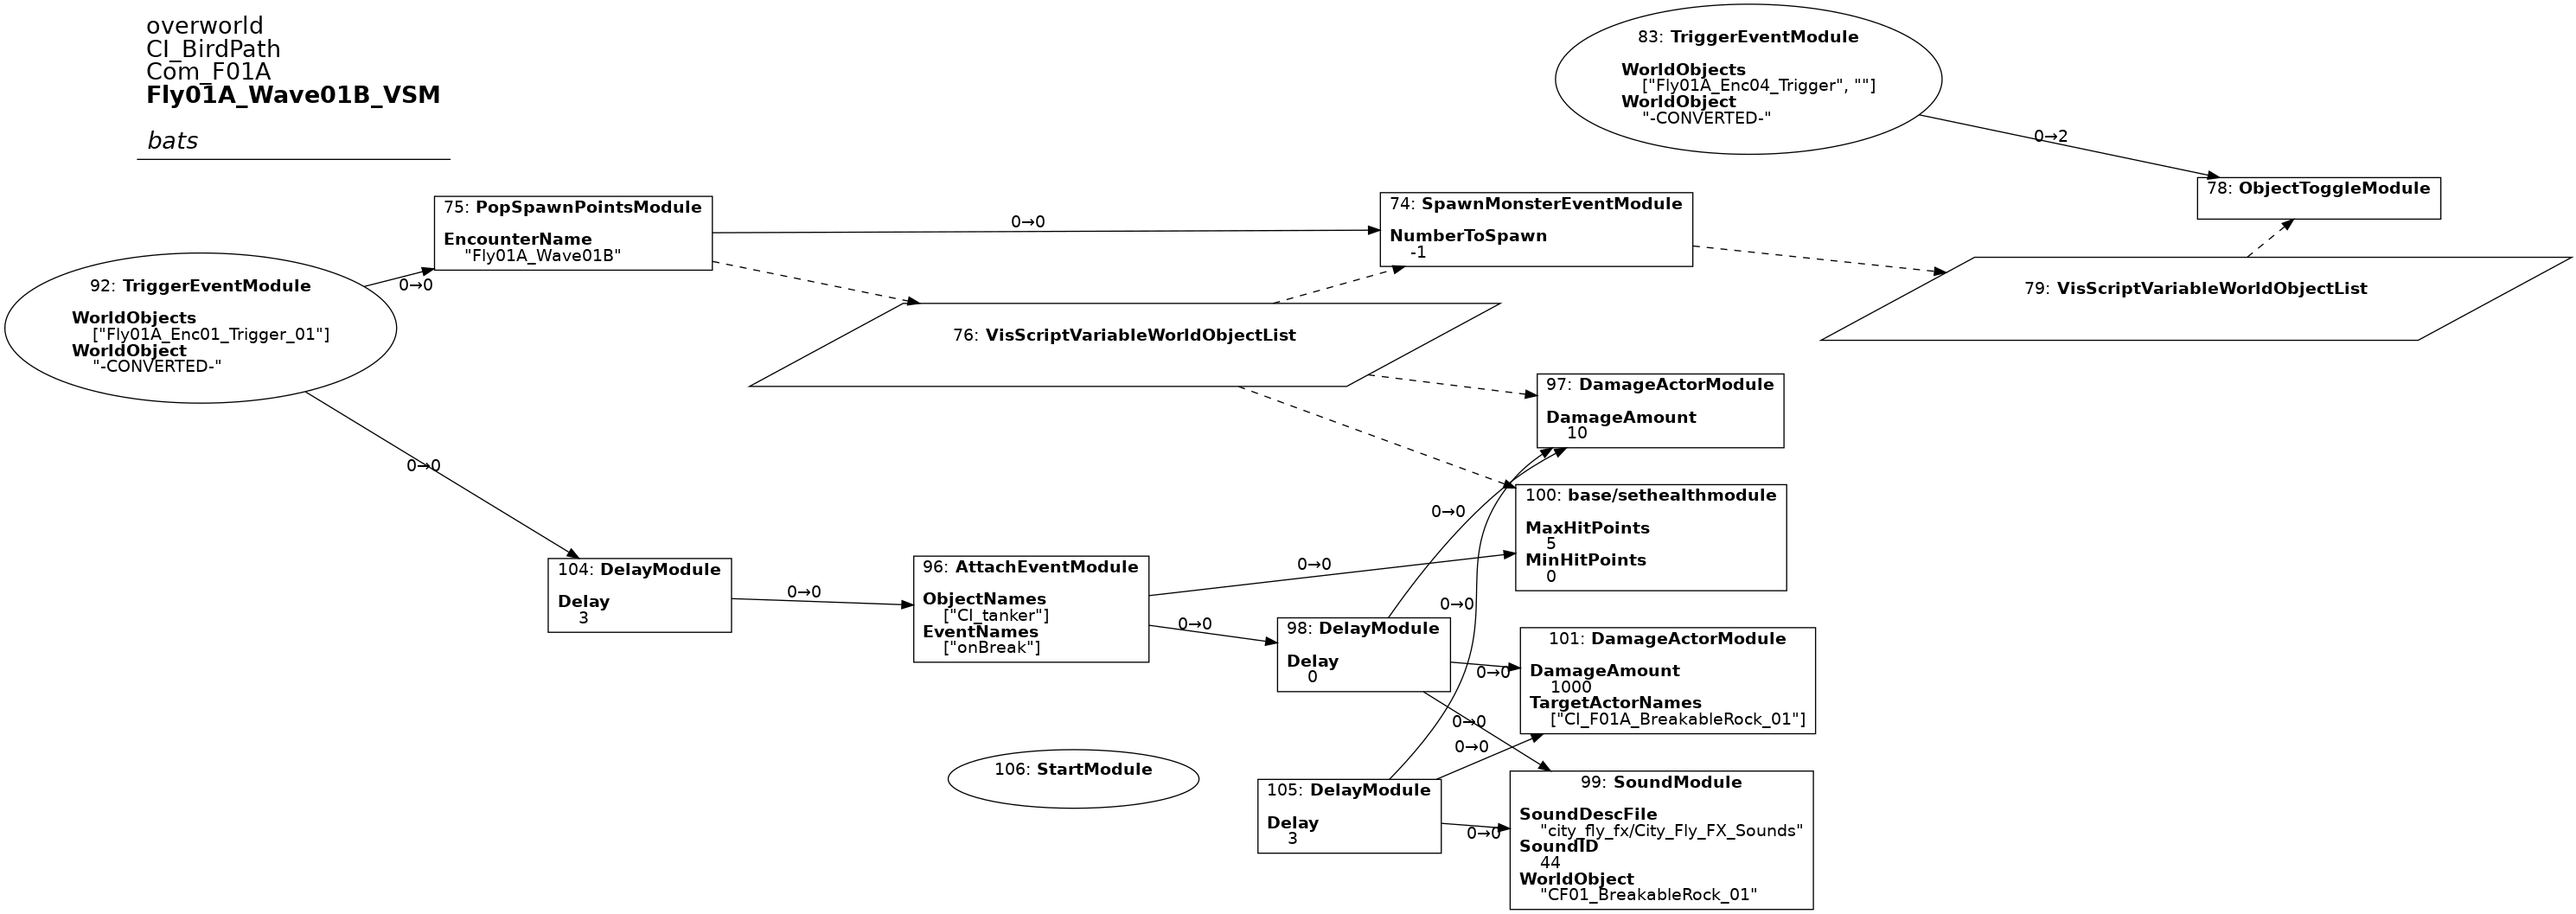 overworld
CI_BirdPath
Com_F01A
Fly01A_Wave01B_VSM
bats
83: TriggerEventModule
WorldObjects
["Fly01A_Enc04_Trigger", ""]
WorldObject
"-CONVERTED-"
0→2
78: ObjectToggleModule
75: PopSpawnPointsModule
EncounterName
"Fly01A_Wave01B"
0→0
74: SpawnMonsterEventModule
NumberToSpawn
-1
92: TriggerEventModule
WorldObjects
["Fly01A_Enc01_Trigger_01"]
WorldObject
"-CONVERTED-"
0→0
79: VisScriptVariableWorldObjectList
76: VisScriptVariableWorldObjectList
97: DamageActorModule
DamageAmount
10
0→0
100: base/sethealthmodule
MaxHitPoints
5
MinHitPoints
0
0→0
104: DelayModule
Delay
3
0→0
96: AttachEventModule
ObjectNames
["CI_tanker"]
EventNames
["onBreak"]
0→0
0→0
0→0
98: DelayModule
Delay
0
0→0
101: DamageActorModule
DamageAmount
1000
TargetActorNames
["CI_F01A_BreakableRock_01"]
0→0
0→0
106: StartModule
105: DelayModule
Delay
3
0→0
99: SoundModule
SoundDescFile
"city_fly_fx/City_Fly_FX_Sounds"
SoundID
44
WorldObject
"CF01_BreakableRock_01"